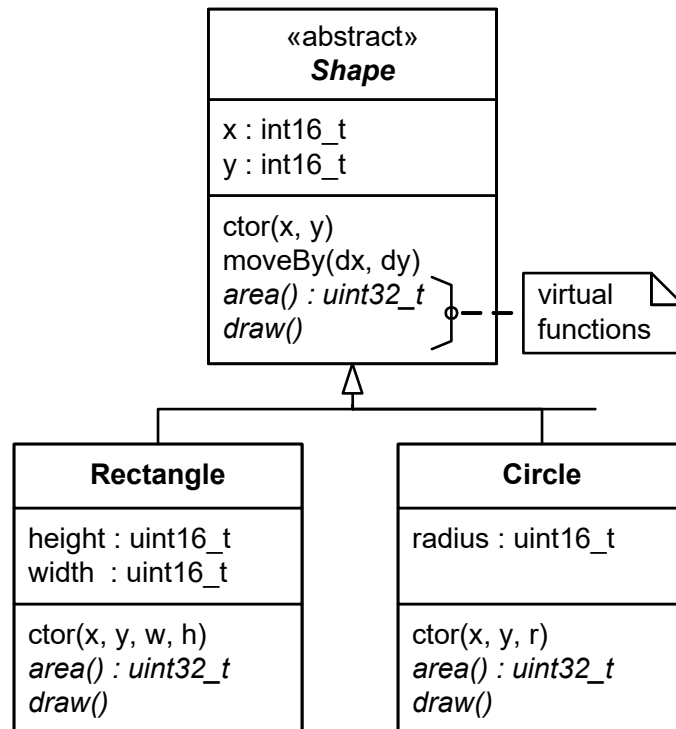 «abstract»
Shape
x : int16_t
y : int16_t
ctor(x, y)
moveBy(dx, dy)
area() : uint32_t
draw()
virtual
functions
Rectangle
height : uint16_t
width  : uint16_t
ctor(x, y, w, h)
area() : uint32_t
draw()
Circle
radius : uint16_t
ctor(x, y, r)
area() : uint32_t
draw()